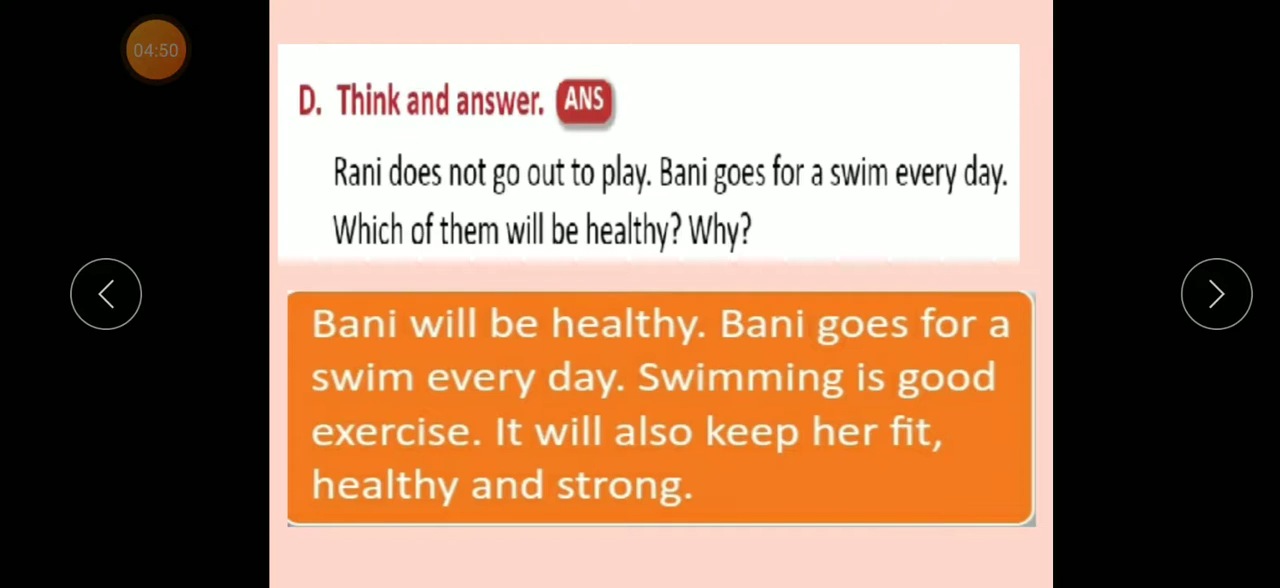 04:50
D. Think and answer. ANS
Rani does not go out to play. Bani goes for a swim every day.
Which of them will be healthy? Why?
Bani will be healthy. Bani goes for a
swim every day. Swimming is good
exercise. It will also keep her fit,
healthy and strong.